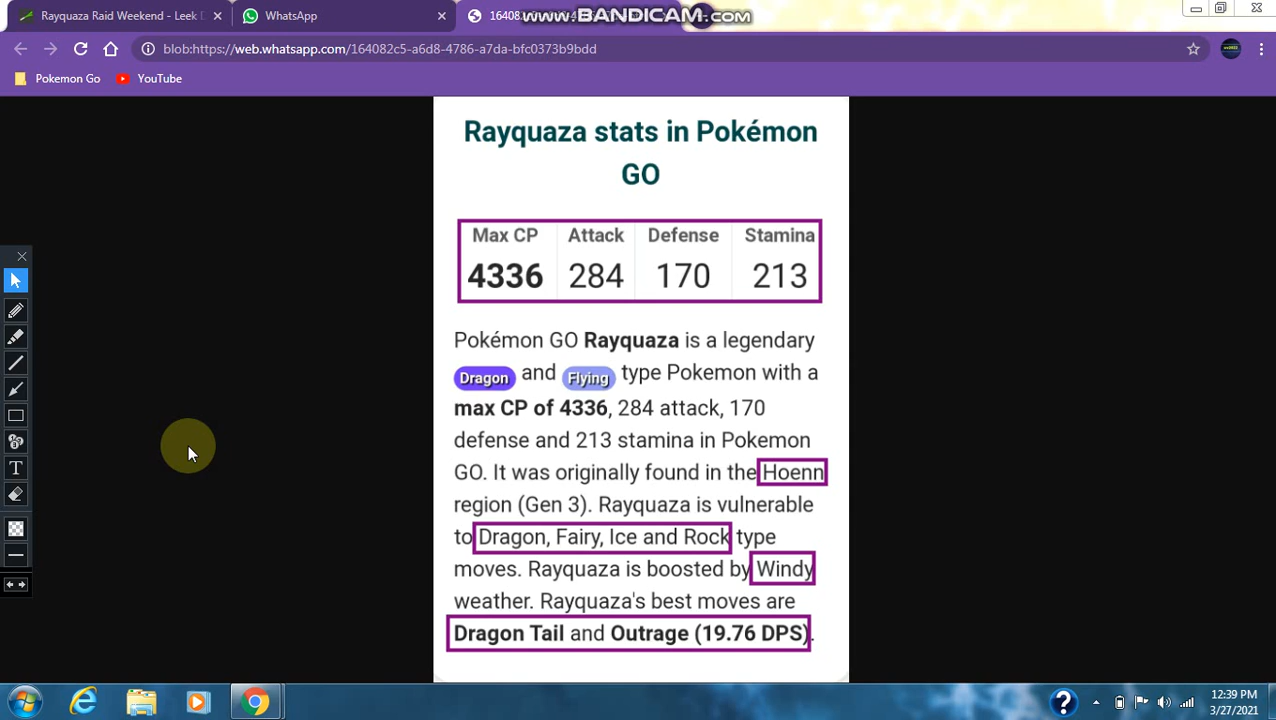 Rayquaza Raid Weekend - Leek D
WhatsApp
16408
www.BANDICAM.com
blob:https://web.whatsapp.com/164082c5-a6d8-4786-a7da-bfc0373b9bdd
Pokemon Go
YouTube
Rayquaza stats in Pokémon
GO
Max CP Attack Defense Stamina
4336 284 170 213
Pokémon GO Rayquaza is a legendary
Dragon and Flying type Pokemon with a
max CP of 4336, 284 attack, 170
defense and 213 stamina in Pokemon
GO. It was originally found in the Hoenn
region (Gen 3). Rayquaza is vulnerable
to Dragon, Fairy, Ice and Rock type
moves. Rayquaza is boosted by Windy
weather. Rayquaza's best moves are
Dragon Tail and Outrage (19.76 DPS).
12:39 PM
3/27/2021